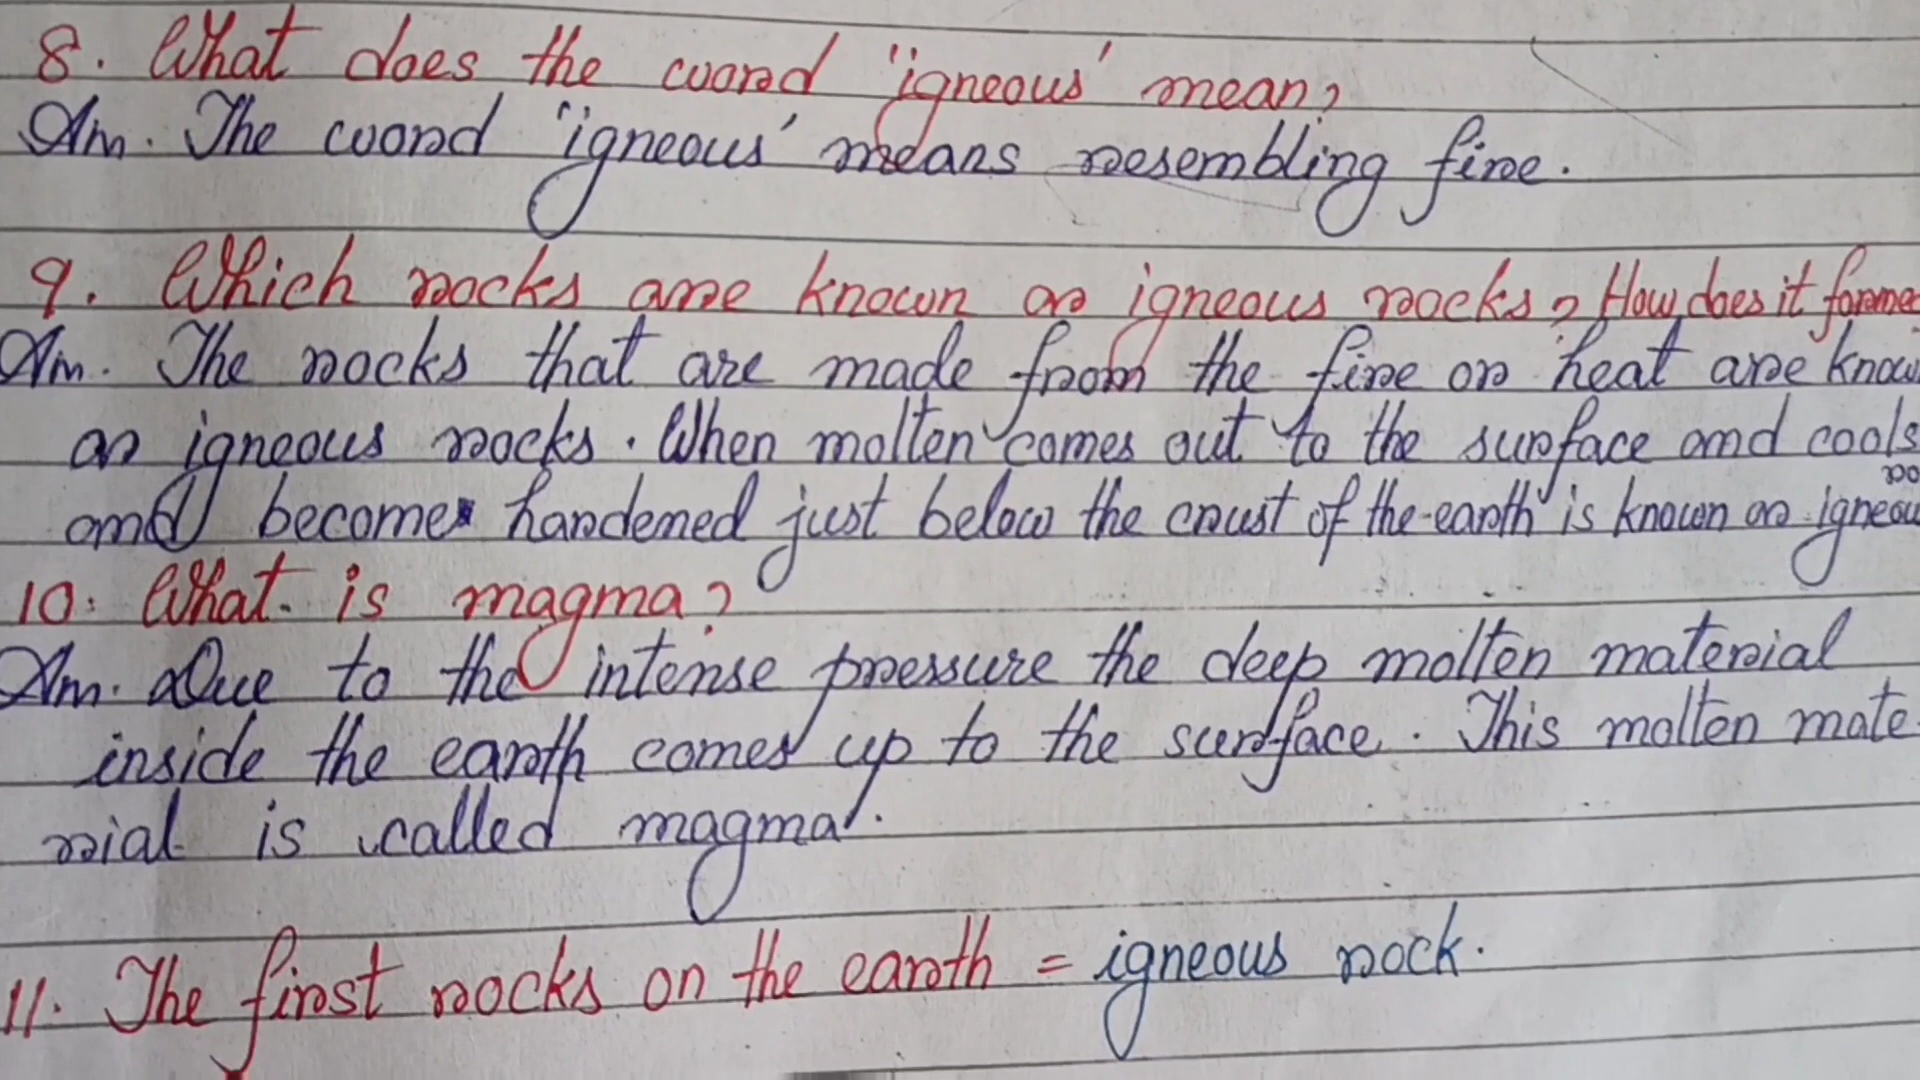 8. What does the word 'igneous' mean?
Ans. The word 'igneous' means resembling fire.
9. Which rocks are known as igneous rocks? How does it forme
Ans. The rocks that are made from the fire or heat are know
as igneous rocks. When molten comes out to the surface and cools
and become hardened just below the crust of the earth is known as igneou
ro
10. What is magma?
Ans. Due to the intense pressure the deep molten material
inside the earth comes up to the surface. This molten mate-
rial is called magma.
11. The first rocks on the earth = igneous rock.